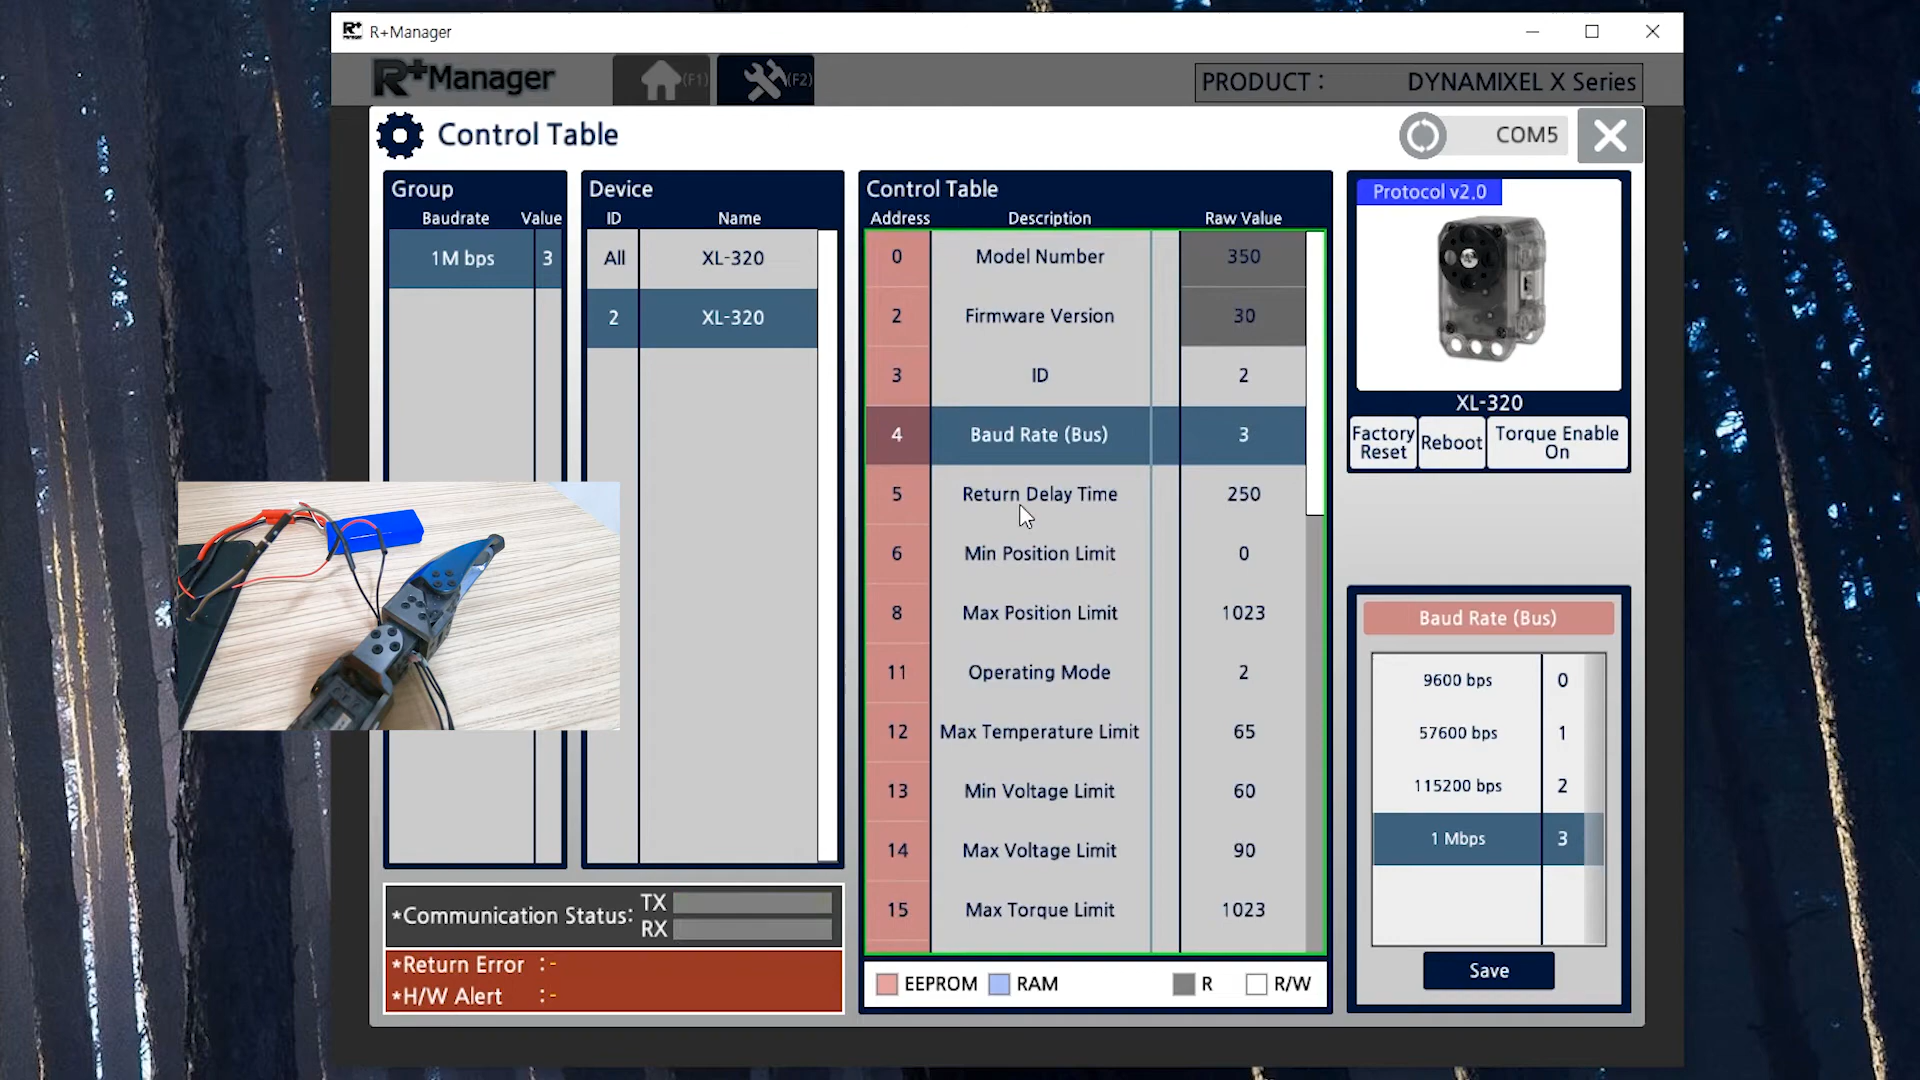 R+Manager
R+Manager
(F1)
(F2)
PRODUCT : DYNAMIXEL X Series
Control Table
COM5
Group
Baudrate Value
1M bps 3
Device
ID Name
All XL-320
2 XL-320
Control Table
Address Description Raw Value
0 Model Number 350
2 Firmware Version 30
3 ID 2
4 Baud Rate (Bus) 3
5 Return Delay Time 250
6 Min Position Limit 0
8 Max Position Limit 1023
11 Operating Mode 2
12 Max Temperature Limit 65
13 Min Voltage Limit 60
14 Max Voltage Limit 90
15 Max Torque Limit 1023
EEPROM RAM R R/W
Protocol v2.0
XL-320
Factory Reset
Reboot
Torque Enable
On
Baud Rate (Bus)
9600 bps 0
57600 bps 1
115200 bps 2
1 Mbps 3
Save
*Communication Status: TX
RX
*Return Error : -
*H/W Alert : -